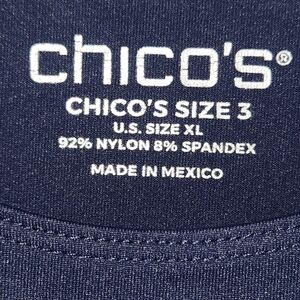 chico's®
CHICO'S SIZE 3
U.S. SIZE XL
92% NYLON 8% SPANDEX
MADE IN MEXICO